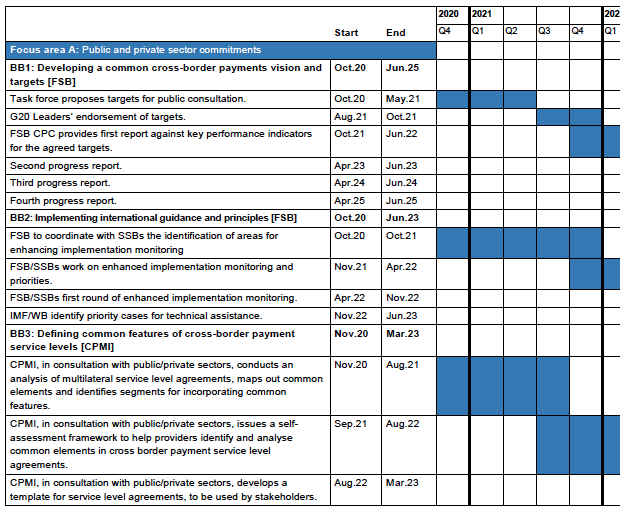 2020 2021 202
Start End Q4 Q1 Q2 Q3 Q4 Q1
Focus area A: Public and private sector commitments
BB1: Developing a common cross-border payments vision and Oct.20 Jun.25
targets [FSB]
Task force proposes targets for public consultation. Oct.20 May.21
G20 Leaders' endorsement of targets. Aug.21 Oct.21
FSB CPC provides first report against key performance indicators Oct.21 Jun.22
for the agreed targets.
Second progress report. Apr.23 Jun.23
Third progress report. Apr.24 Jun.24
Fourth progress report. Apr.25 Jun.25
BB2: Implementing international guidance and principles [FSB] Oct.20 Jun.23
FSB to coordinate with SSBs the identification of areas for Oct.20 Oct.21
enhancing implementation monitoring
FSB/SSBs work on enhanced implementation monitoring and Nov.21 Apr.22
priorities.
FSB/SSBs first round of enhanced implementation monitoring. Apr.22 Nov.22
IMF/WB identify priority cases for technical assistance. Nov.22 Jun.23
BB3: Defining common features of cross-border payment Nov.20 Mar.23
service levels [CPMI]
CPMI, in consultation with public/private sectors, conducts an Nov.20 Aug.21
analysis of multilateral service level agreements, maps out common
elements and identifies segments for incorporating common
features.
CPMI, in consultation with public/private sectors, issues a self- Sep.21 Aug.22
assessment framework to help providers identify and analyse
common elements in cross border payment service level
agreements.
CPMI, in consultation with public/private sectors, develops a Aug.22 Mar.23
template for service level agreements, to be used by stakeholders.